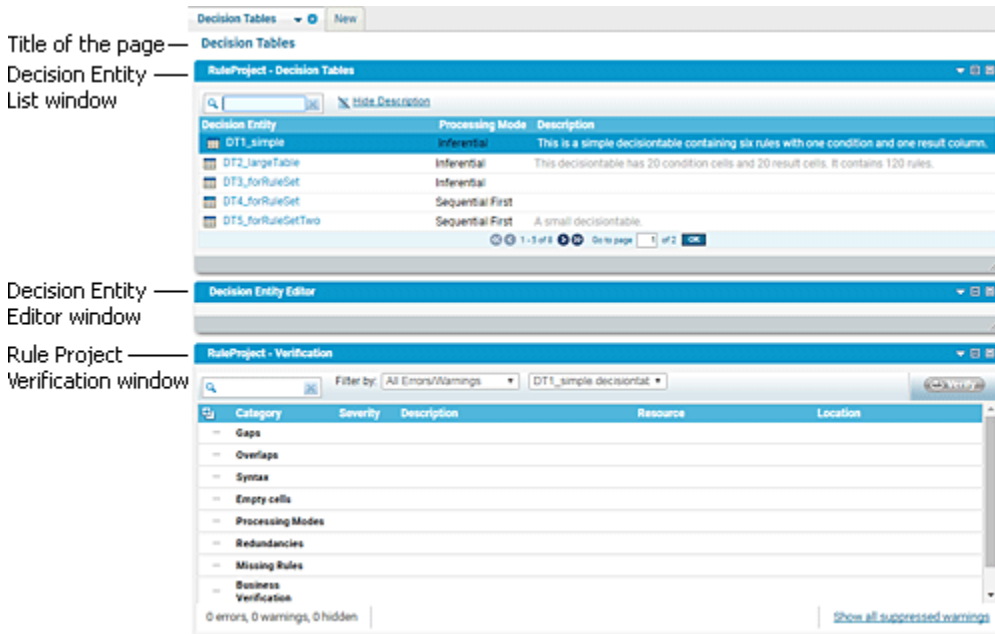 Decision Tables New
Title of the page
Decision Tables
Decision Entity
List window
RuleProject - Decision Tables
Hide Description
Decision Entity Processing Mode Description
DT1_simple Inferential This is a simple decisiontable containing six rules with one condition and one result column.
DT2_largeTable Inferential This decisiontable has 20 condition cells and 20 result cells. It contains 120 rules.
DT3_forRuleSet Inferential
DT4_forRuleSet Sequential First
DT5_forRuleSetTwo Sequential First A small decisiontable.
1 - 5 of 8 Go to page 1 of 2 OK
Decision Entity
Editor window
Decision Entity Editor
Rule Project
Verification window
RuleProject - Verification
Filter by: All Errors/Warnings DT1_simple decisiontab Verify
Category Severity Description Resource Location
Gaps
Overlaps
Syntax
Empty cells
Processing Modes
Redundancies
Missing Rules
Business
Verification
0 errors, 0 warnings, 0 hidden Show all suppressed warnings